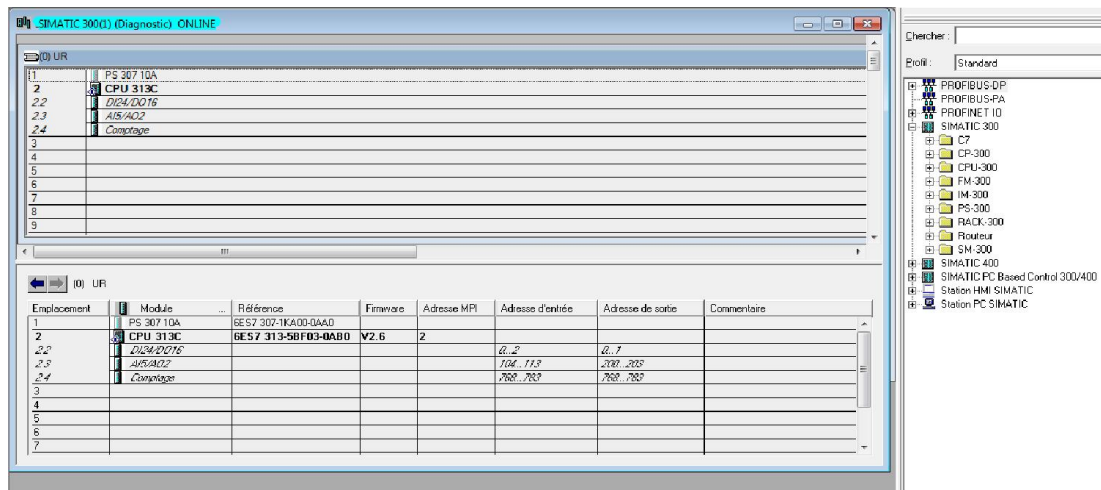 SIMATIC 300(1) (Diagnostic) ONLINE
(0) UR
1 PS 307 10A
2 CPU 313C
2.2 DI24/DO16
2.3 AI5/AO2
2.4 Comptage
3
4
5
6
7
8
9
(0) UR
Emplacement Module ... Référence Firmware Adresse MPI Adresse d'entrée Adresse de sortie Commentaire
1 PS 307 10A 6ES7 307-1KA00-0AA0
2 CPU 313C 6ES7 313-5BF03-0AB0 V2.6 2
2.2 DI24/DO16 0...2 0...1
2.3 AI5/AO2 104...113 200...203
2.4 Comptage 768...783 768...783
3
4
5
6
7
Chercher :
Profil : Standard
PROFIBUS-DP
PROFIBUS-PA
PROFINET IO
SIMATIC 300
C7
CP-300
CPU-300
FM-300
IM-300
PS-300
RACK-300
Routeur
SM-300
SIMATIC 400
SIMATIC PC Based Control 300/400
Station HMI SIMATIC
Station PC SIMATIC